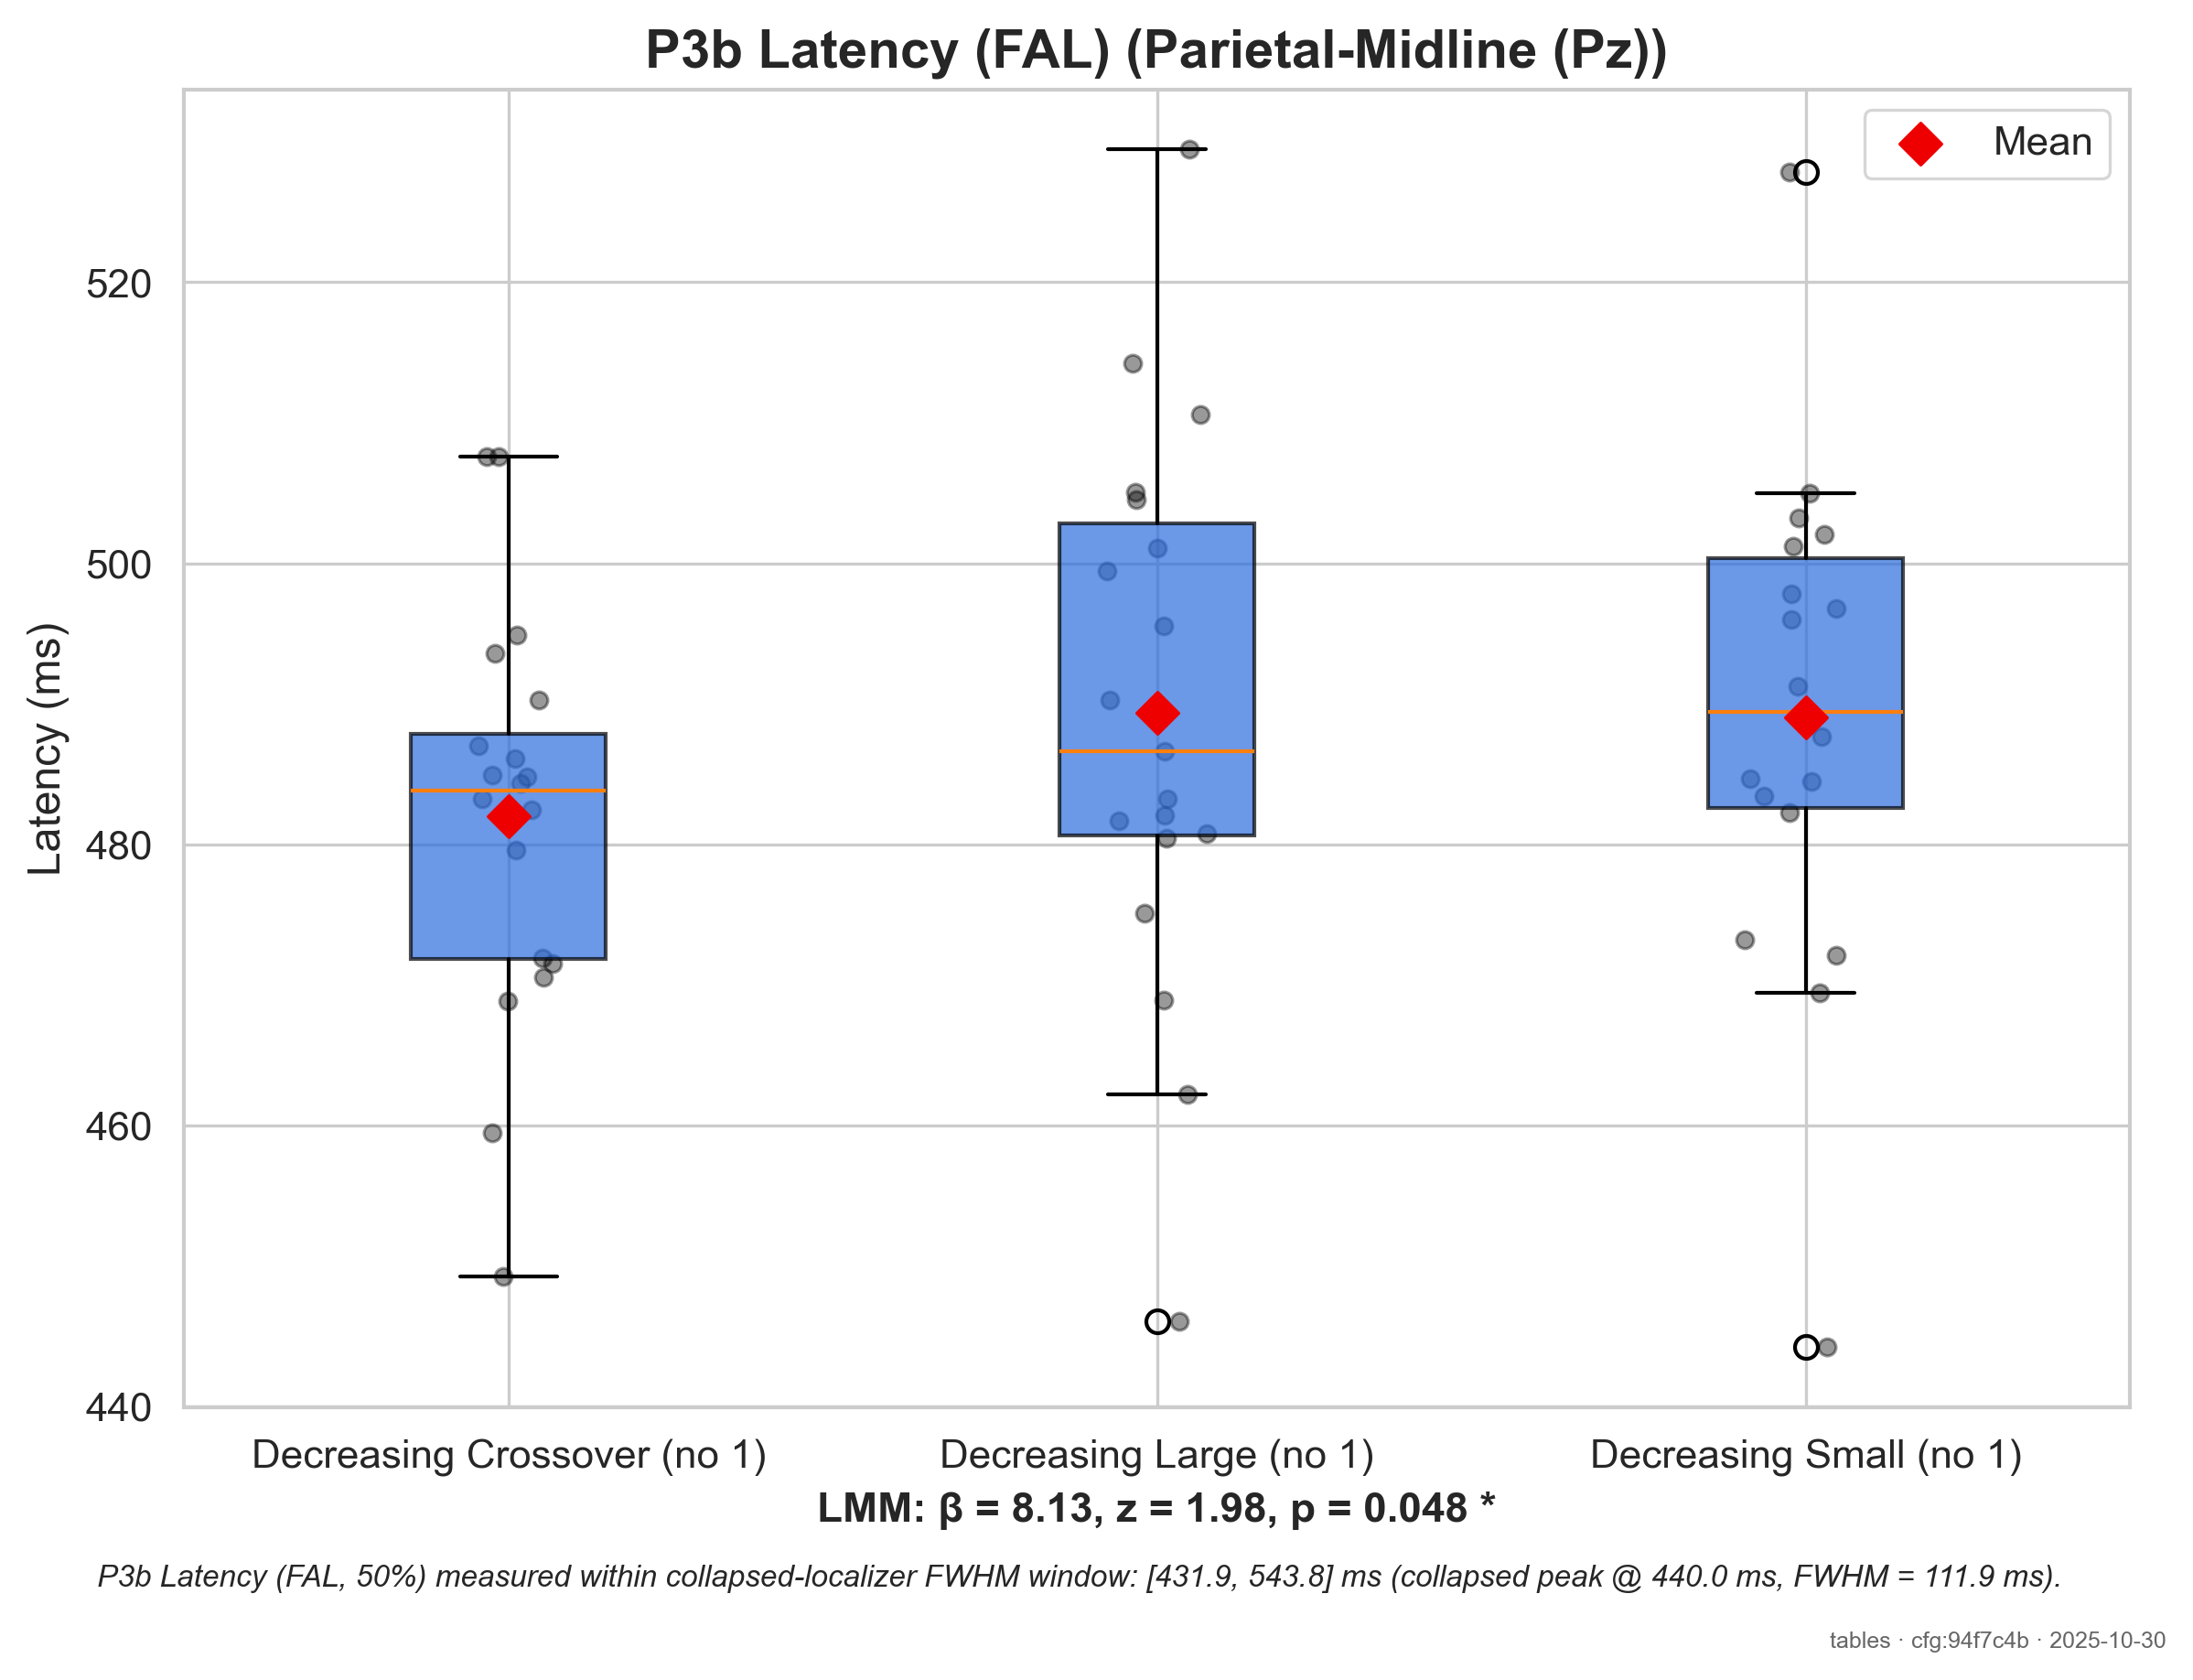 P3b Latency (FAL) (Parietal-Midline (Pz))
Mean
Latency (ms)
520
500
480
460
440
Decreasing Crossover (no 1) Decreasing Large (no 1) Decreasing Small (no 1)
LMM: β = 8.13, z = 1.98, p = 0.048 *
P3b Latency (FAL, 50%) measured within collapsed-localizer FWHM window: [431.9, 543.8] ms (collapsed peak @ 440.0 ms, FWHM = 111.9 ms).
tables · cfg:94f7c4b · 2025-10-30